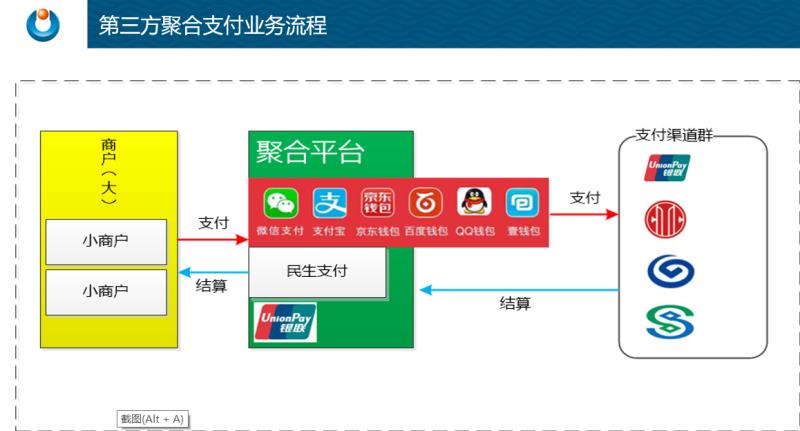 第三方聚合支付业务流程
商户（大）
小商户
小商户
支付
结算
聚合平台
微信支付 支付宝 京东钱包 百度钱包 QQ钱包 壹钱包
京东
钱包
民生支付
UnionPay
银联
支付
结算
支付渠道群
UnionPay
银联
截图(Alt + A)